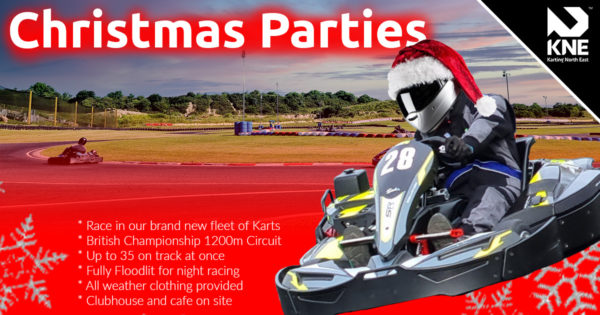 Christmas Parties
KNE
Karting North East
28
* Race in our brand new fleet of Karts
* British Championship 1200m Circuit
* Up to 35 on track at once
* Fully Floodlit for night racing
* All weather clothing provided
* Clubhouse and cafe on site